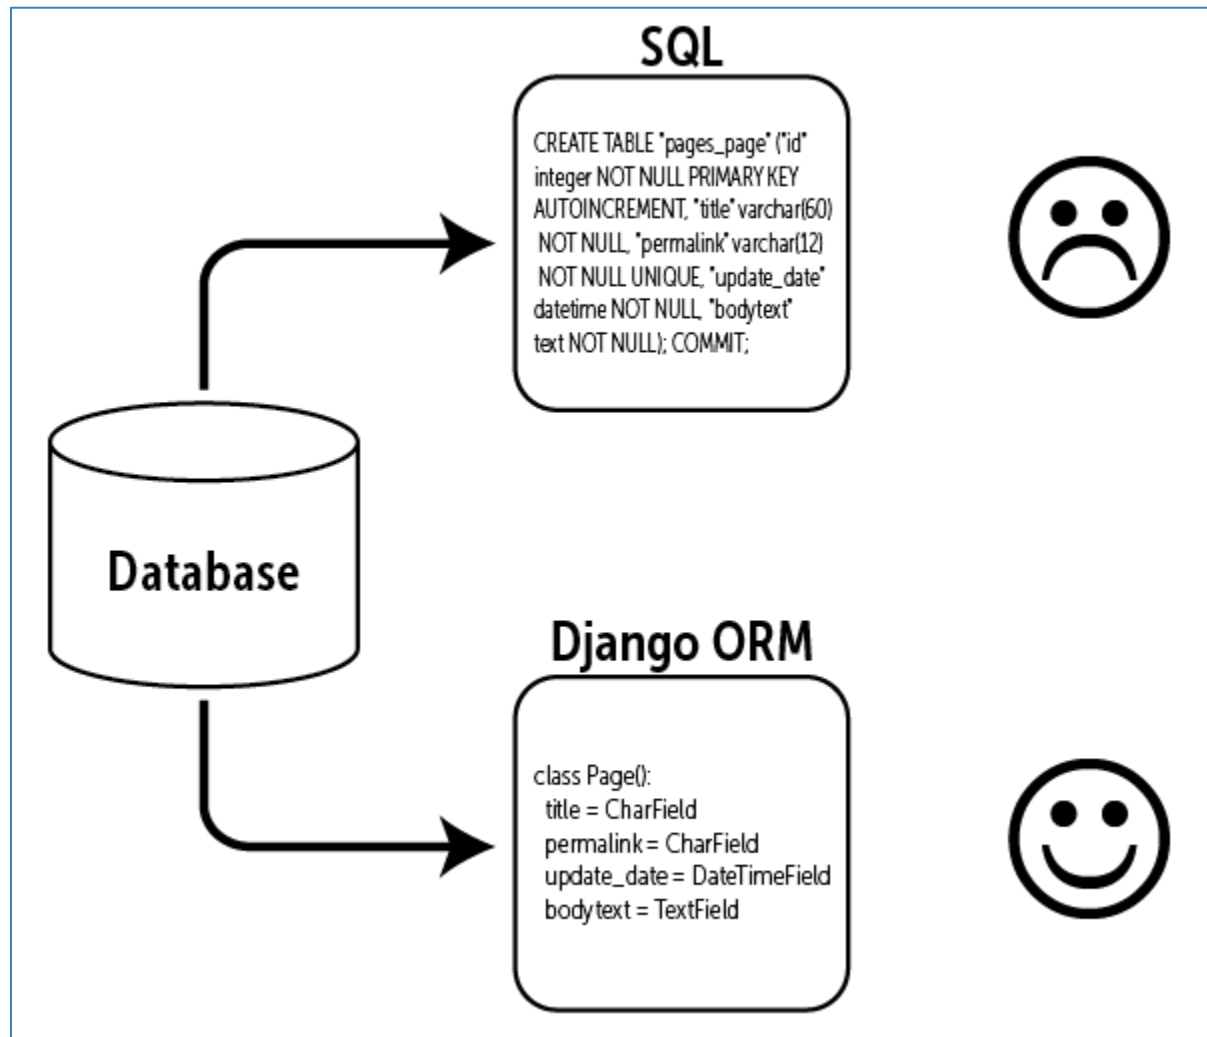 SQL
CREATE TABLE "pages_page" ("id"
integer NOT NULL PRIMARY KEY
AUTOINCREMENT, "title" varchar(60)
NOT NULL, "permalink" varchar(12)
NOT NULL UNIQUE, "update_date"
datetime NOT NULL, "bodytext"
text NOT NULL); COMMIT;
Database
Django ORM
class Page():
title = CharField
permalink = CharField
update_date = DateTimeField
bodytext = TextField